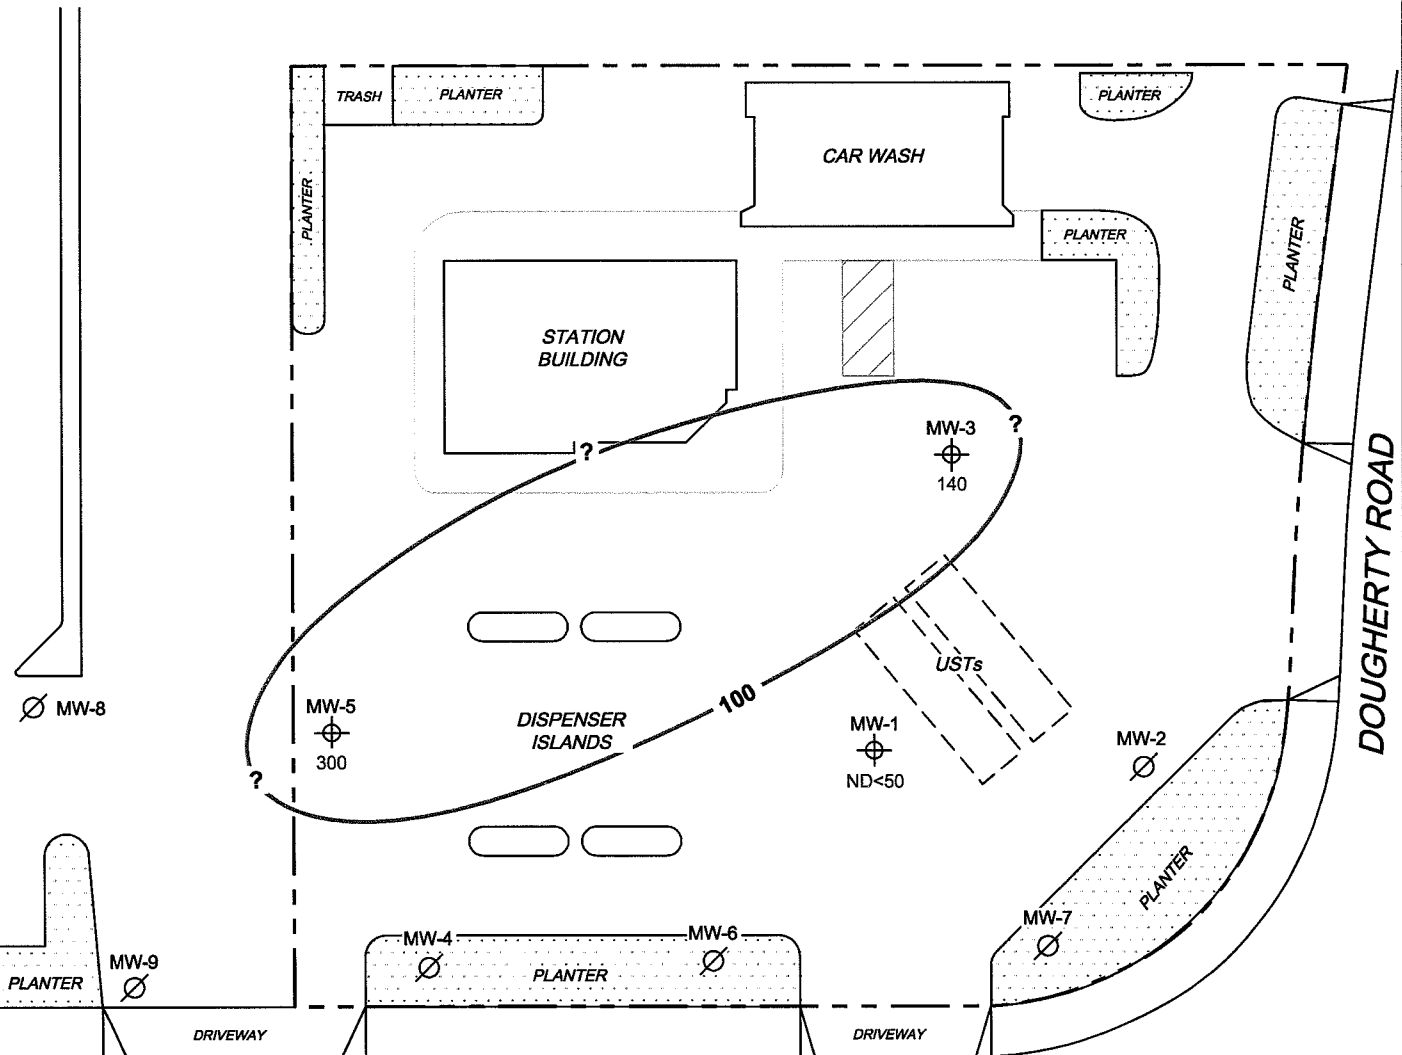 TRASH
PLANTER
PLANTER
CAR WASH
PLANTER
PLANTER
PLANTER
STATION
BUILDING
PLANTER
?
MW-3
140
?
DOUGHERTY ROAD
USTs
MW-8
MW-5
300
?
DISPENSER
ISLANDS
100
MW-1
ND<50
MW-2
PLANTER
MW-7
MW-4
MW-6
PLANTER
MW-9
PLANTER
DRIVEWAY
DRIVEWAY